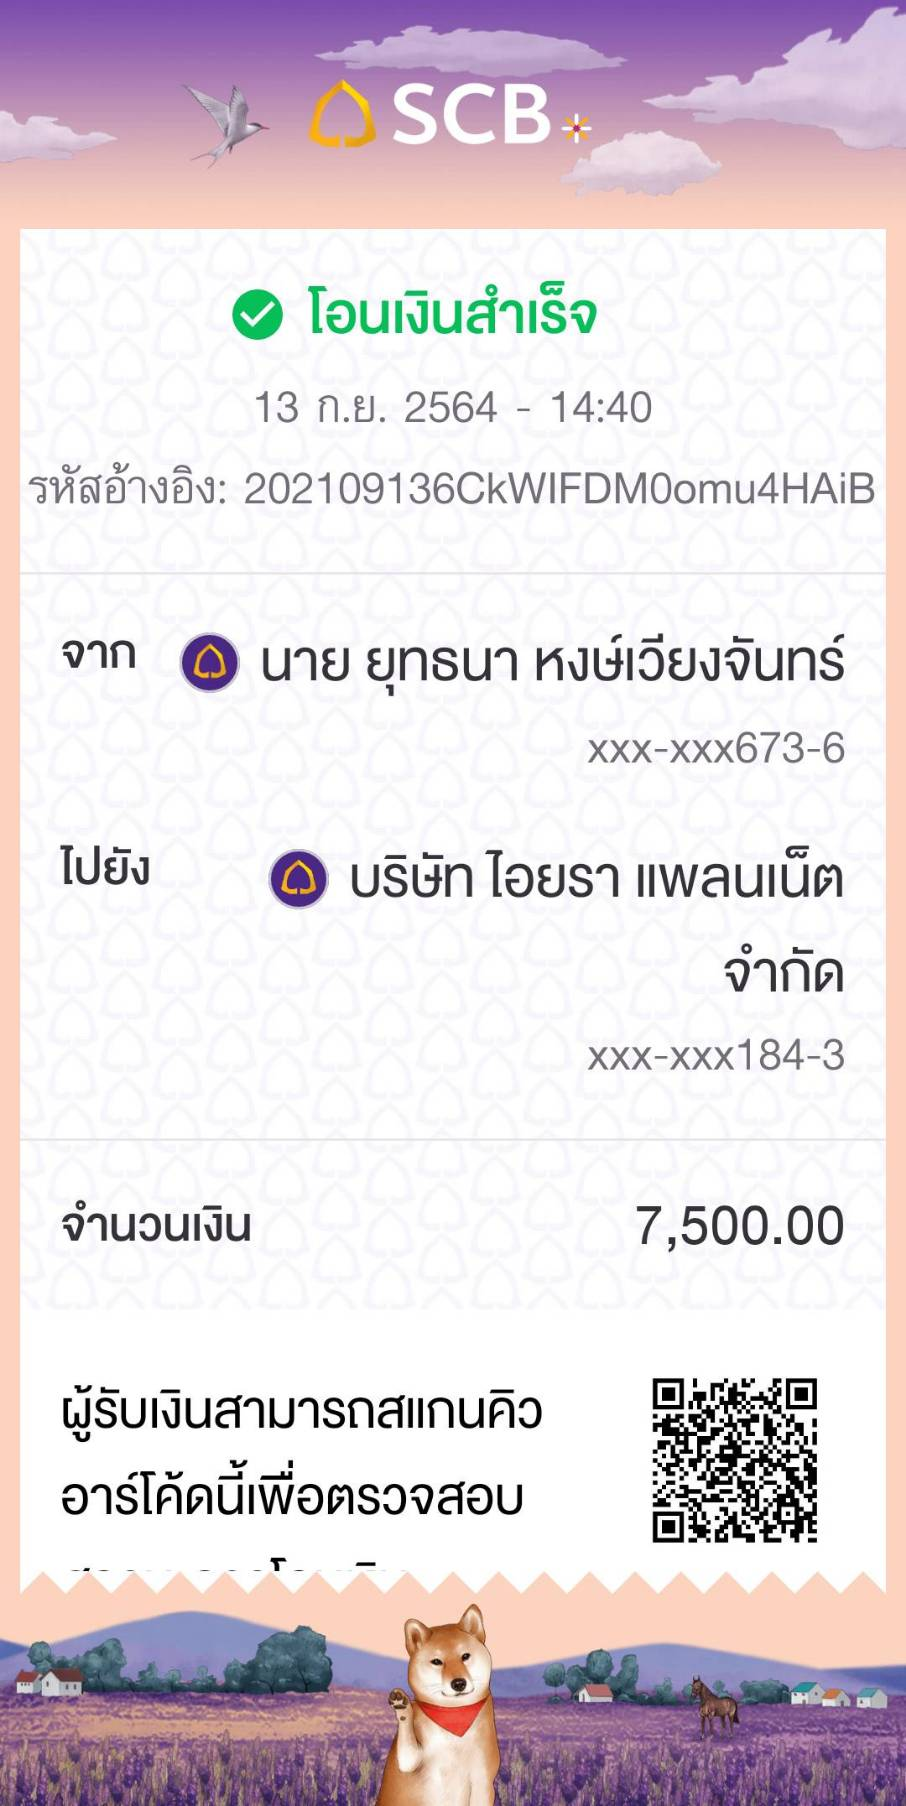 SCB
โอนเงินสำเร็จ
13 ก.ย. 2564 - 14:40
รหัสอ้างอิง: 202109136CkWIFDM0omu4HAiB
จาก นาย ยุทธนา หงษ์เวียงจันทร์
xxx-xxx673-6
ไปยัง บริษัท ไอยรา แพลนเน็ต
จำกัด
xxx-xxx184-3
จำนวนเงิน 7,500.00
ผู้รับเงินสามารถสแกนคิว
อาร์โค้ดนี้เพื่อตรวจสอบ